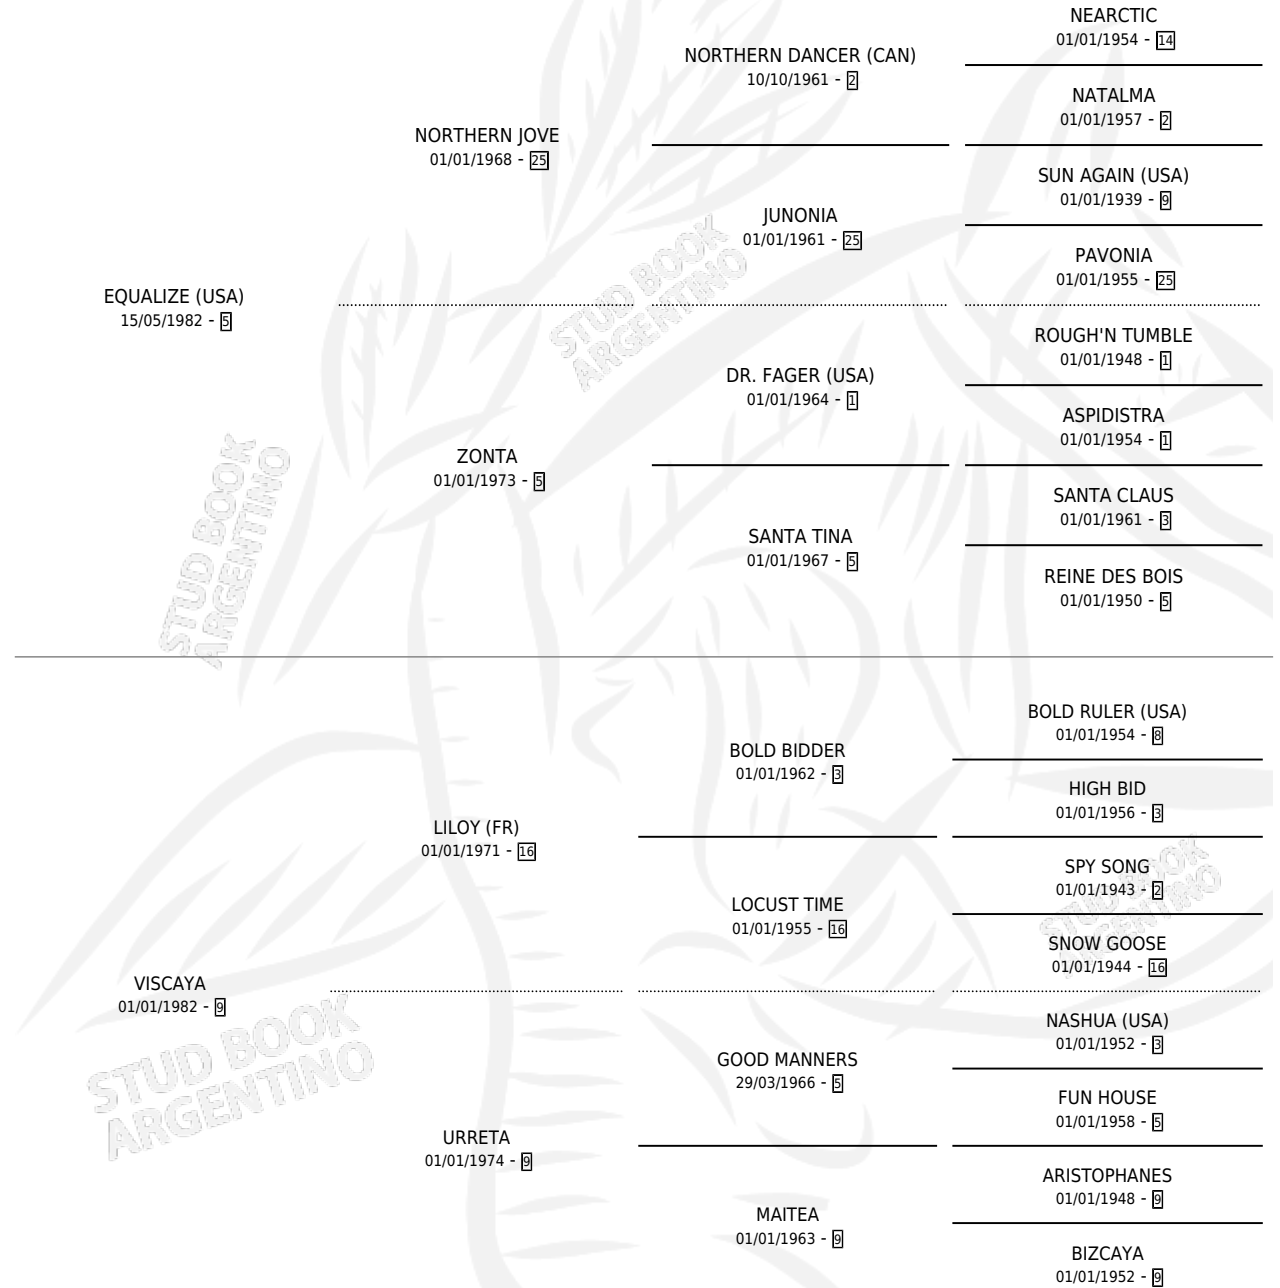 NEARCTIC
01/01/1954 - 14
NORTHERN DANCER (CAN)
10/10/1961 - 2
NATALMA
01/01/1957 - 2
NORTHERN JOVE
01/01/1968 - 25
SUN AGAIN (USA)
01/01/1939 - 9
JUNONIA
01/01/1961 - 25
PAVONIA
01/01/1955 - 25
EQUALIZE (USA)
15/05/1982 - 5
STUD BOOK
ARGENTINO
ROUGH'N TUMBLE
01/01/1948 - 1
DR. FAGER (USA)
01/01/1964 - 1
ASPIDISTRA
01/01/1954 - 1
ZONTA
01/01/1973 - 5
SANTA CLAUS
01/01/1961 - 3
SANTA TINA
01/01/1967 - 5
REINE DES BOIS
01/01/1950 - 5
STUD BOOK
ARGENTINO
BOLD RULER (USA)
01/01/1954 - 8
BOLD BIDDER
01/01/1962 - 3
HIGH BID
01/01/1956 - 3
LILOY (FR)
01/01/1971 - 16
SPY SONG
01/01/1943 - 2
LOCUST TIME
01/01/1955 - 16
STUD BOOK
ARGENTINO
SNOW GOOSE
01/01/1944 - 16
VISCAYA
01/01/1982 - 9
NASHUA (USA)
01/01/1952 - 3
GOOD MANNERS
29/03/1966 - 5
STUD BOOK
ARGENTINO
FUN HOUSE
01/01/1958 - 5
URRETA
01/01/1974 - 9
ARISTOPHANES
01/01/1948 - 9
MAITEA
01/01/1963 - 9
BIZCAYA
01/01/1952 - 9